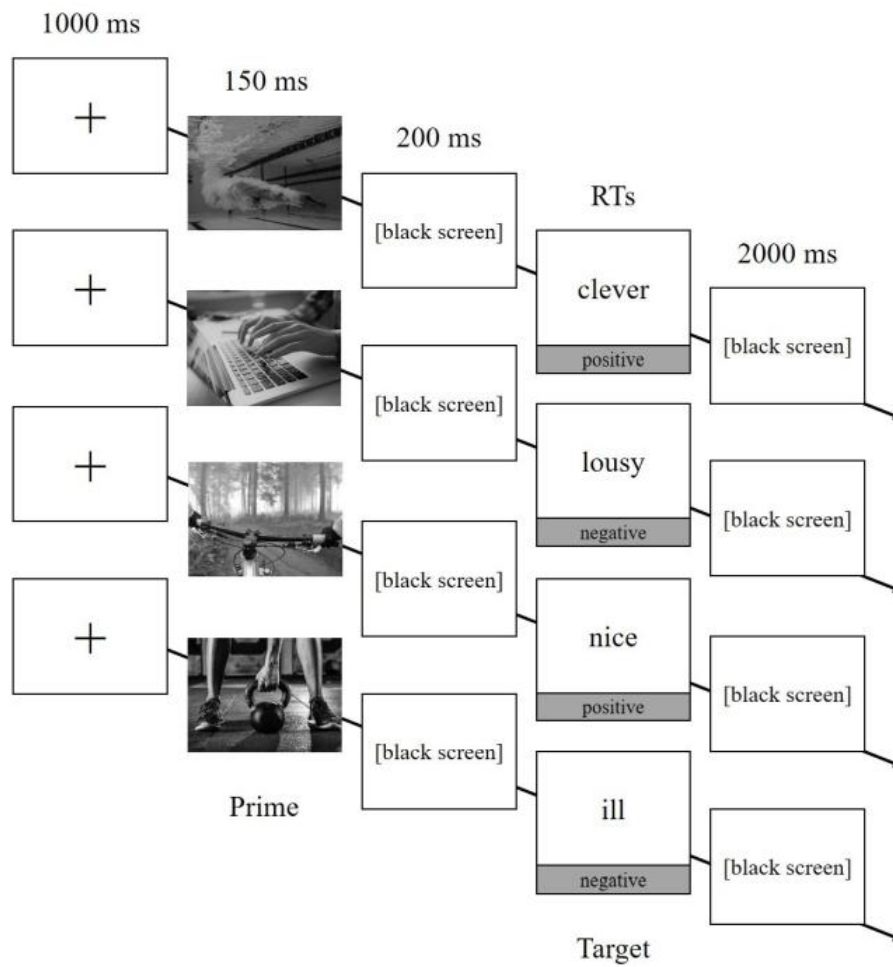 1000 ms
150 ms
200 ms
RTs
2000 ms
[black screen]
clever
positive
[black screen]
[black screen]
lousy
negative
[black screen]
[black screen]
nice
positive
[black screen]
[black screen]
ill
negative
[black screen]
Prime
Target